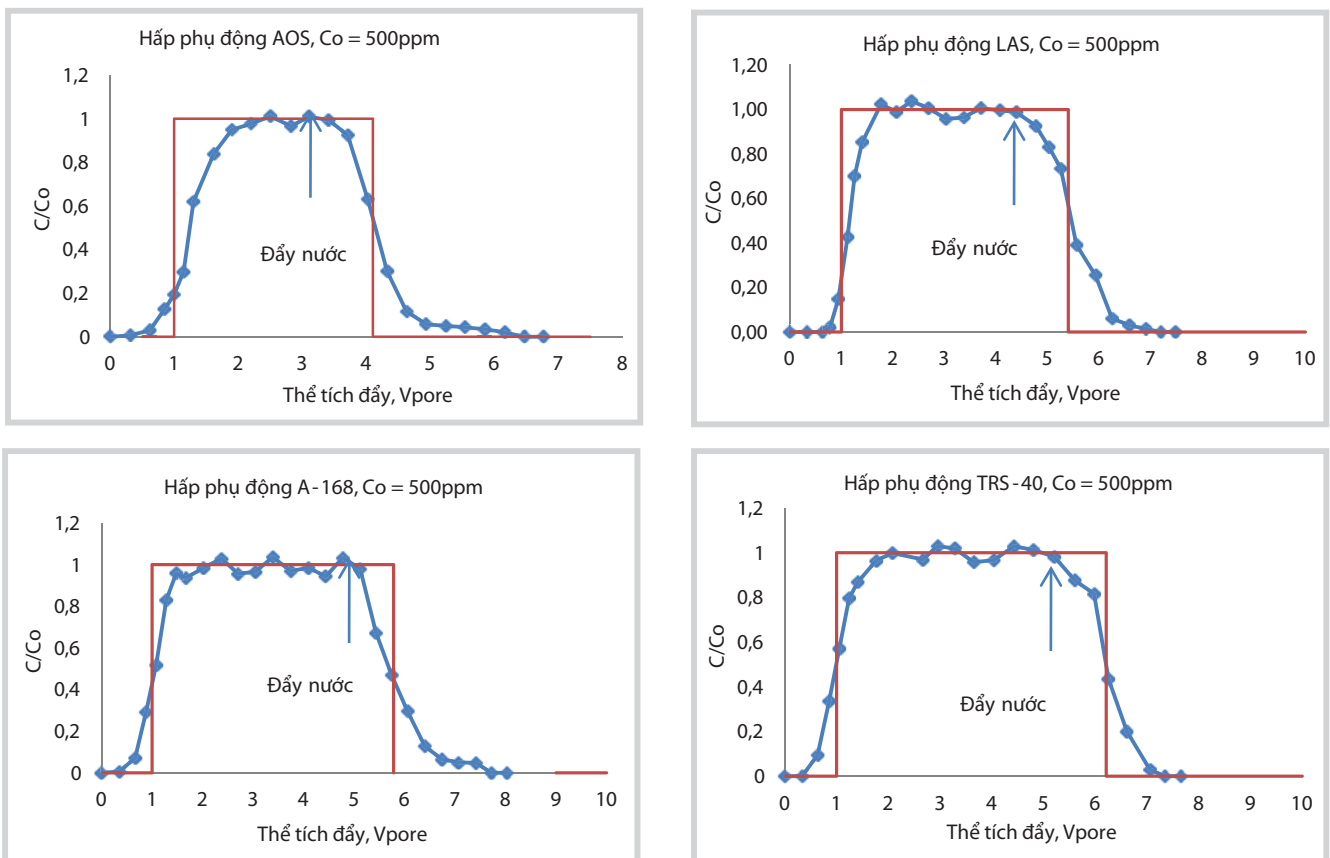 Hấp phụ động AOS, Co = 500ppm
1,2
1
0,8
0,6
0,4
0,2
0
C/Co
Đẩy nước
0 1 2 3 4 5 6 7 8
Thể tích đẩy, Vpore
Hấp phụ động LAS, Co = 500ppm
1,20
1,00
0,80
0,60
0,40
0,20
0,00
C/Co
Đẩy nước
0 1 2 3 4 5 6 7 8 9 10
Thể tích đẩy, Vpore
Hấp phụ động A-168, Co = 500ppm
1,2
1
0,8
0,6
0,4
0,2
0
C/Co
Đẩy nước
0 1 2 3 4 5 6 7 8 9 10
Thể tích đẩy, Vpore
Hấp phụ động TRS-40, Co = 500ppm
1,2
1
0,8
0,6
0,4
0,2
0
C/Co
Đẩy nước
0 1 2 3 4 5 6 7 8 9 10
Thể tích đẩy, Vpore